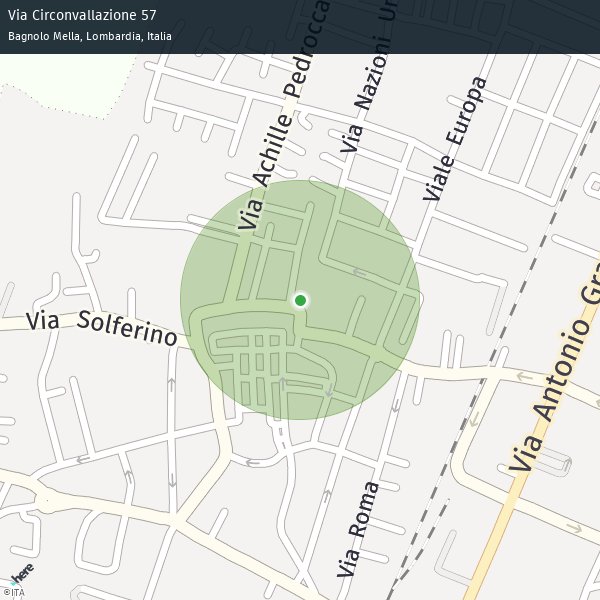 Via Circonvallazione 57
Bagnolo Mella, Lombardia, Italia
Via Achille Pedrocca
Via Nazioni Un
Viale Europa
Via Solferino
Via Antonio Gra
Via Roma
here
©ITA